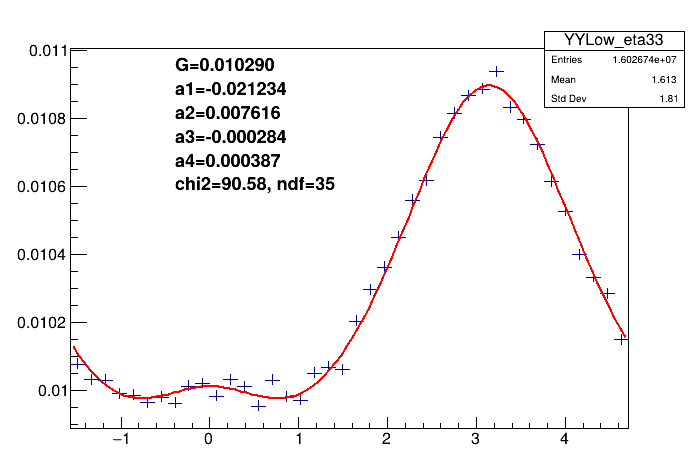 YYLow_eta33
Entries 1.602674e+07
Mean 1.613
Std Dev 1.81
G=0.010290
a1=-0.021234
a2=0.007616
a3=-0.000284
a4=0.000387
chi2=90.58, ndf=35
0.011
0.0108
0.0106
0.0104
0.0102
0.01
−1 0 1 2 3 4